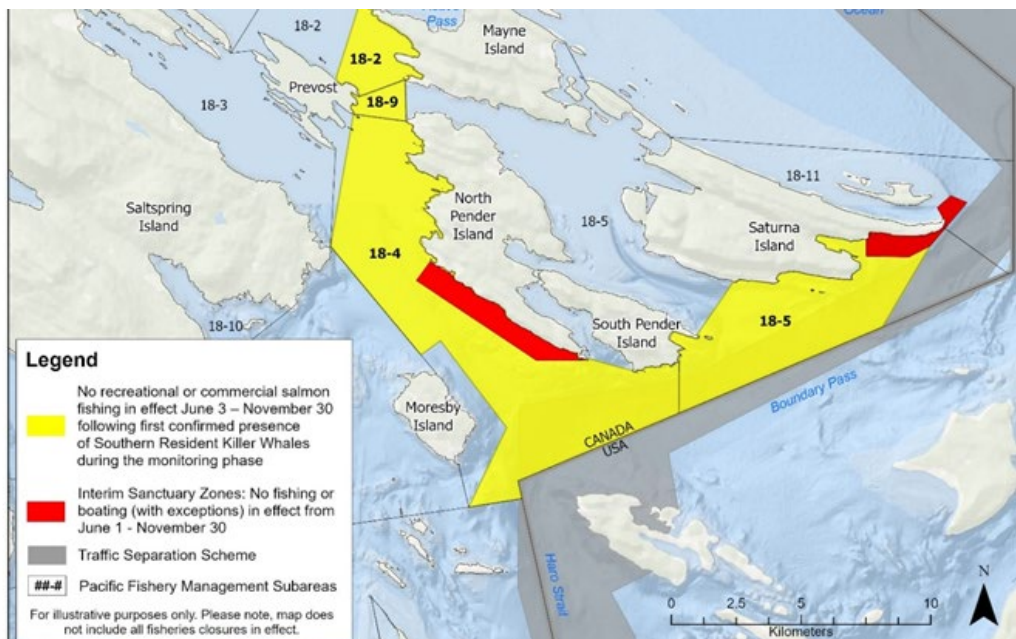 Active
Pass
Ocean
18-2
18-2
Mayne
Island
Prevost
18-9
18-3
18-11
North
Pender
Island
Saltspring
Island
18-5
Saturna
Island
18-4
18-5
South Pender
Island
18-10
Moresby
Island
Boundary Pass
CANADA
USA
Haro Strait
Legend
No recreational or commercial salmon
fishing in effect June 3 – November 30
following first confirmed presence
of Southern Resident Killer Whales
during the monitoring phase
Interim Sanctuary Zones: No fishing or
boating (with exceptions) in effect from
June 1 - November 30
Traffic Separation Scheme
##-# Pacific Fishery Management Subareas
For illustrative purposes only. Please note, map does
not include all fisheries closures in effect.
N
0 2.5 5 10
Kilometers